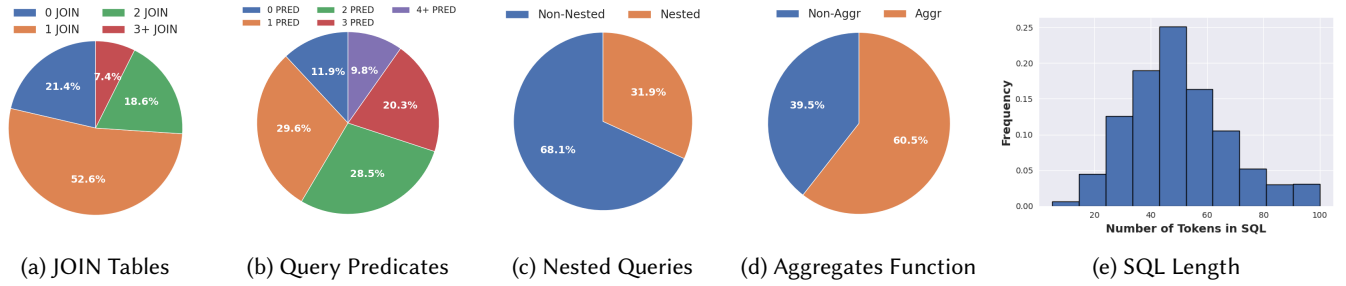 0 JOIN
2 JOIN
1 JOIN
3+ JOIN
7.4%
21.4%
18.6%
52.6%
(a) JOIN Tables
0 PRED
2 PRED
4+ PRED
1 PRED
3 PRED
11.9%
9.8%
20.3%
29.6%
28.5%
(b) Query Predicates
Non-Nested
Nested
31.9%
68.1%
(c) Nested Queries
Non-Aggr
Aggr
39.5%
60.5%
(d) Aggregates Function
Frequency
0.25
0.20
0.15
0.10
0.05
0.00
20
40
60
80
100
Number of Tokens in SQL
(e) SQL Length